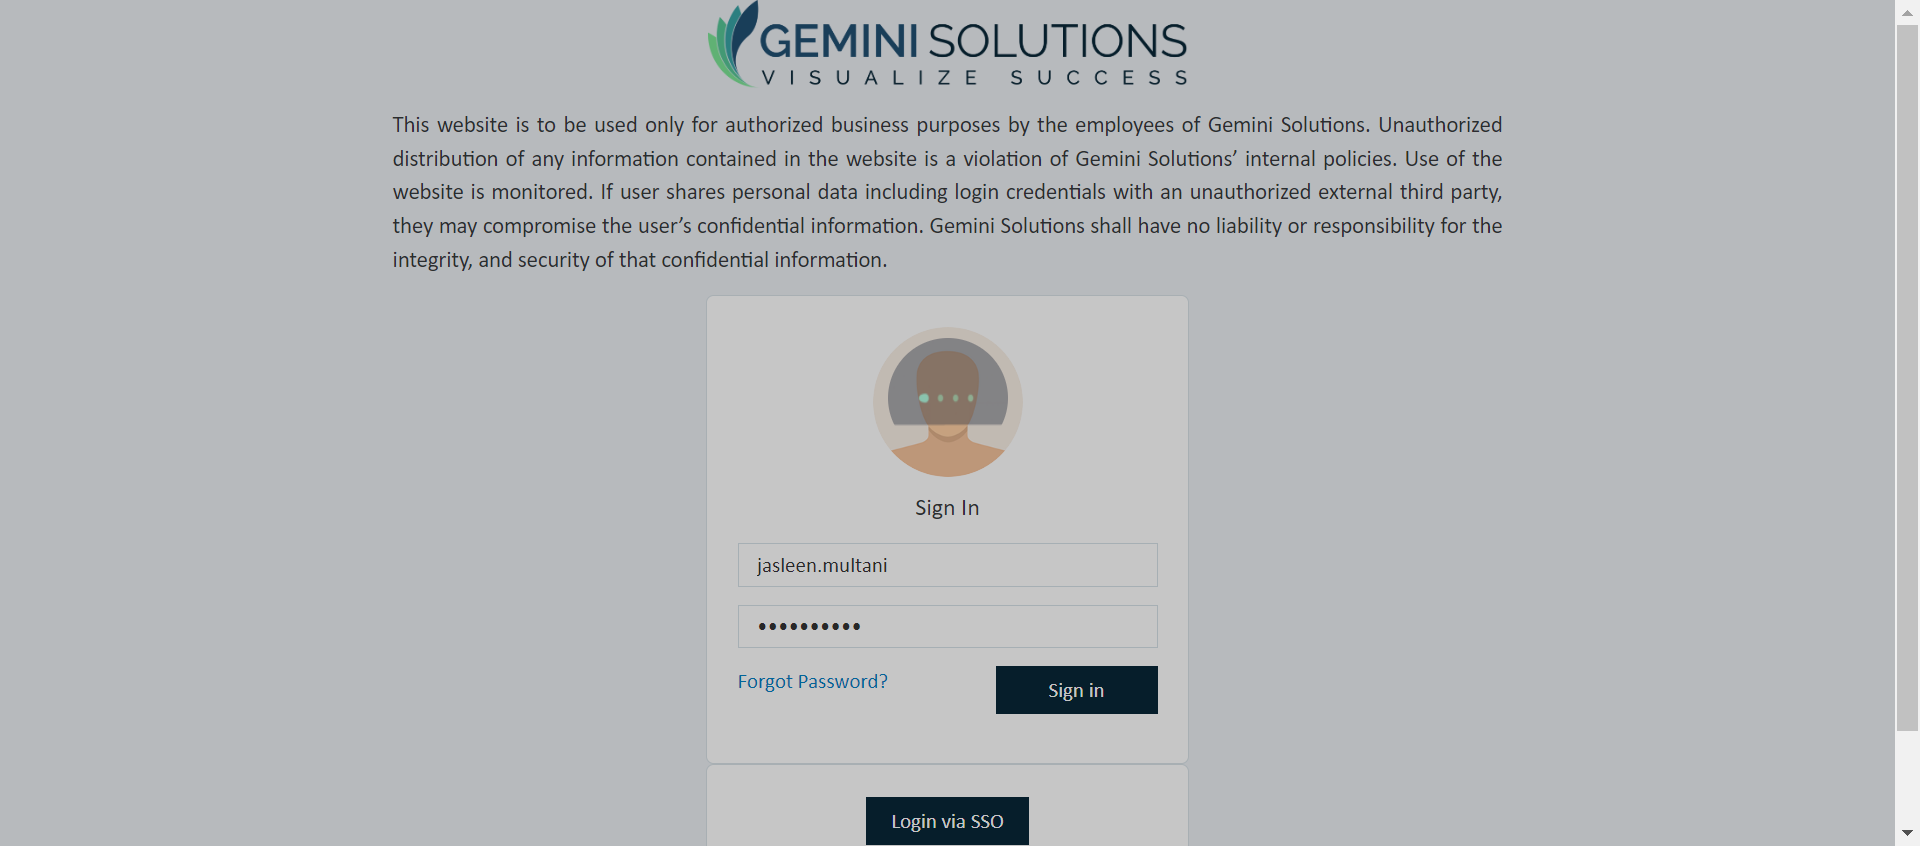 GEMINI SOLUTIONS
VISUALIZE SUCCESS
This website is to be used only for authorized business purposes by the employees of Gemini Solutions. Unauthorized
distribution of any information contained in the website is a violation of Gemini Solutions’ internal policies. Use of the
website is monitored. If user shares personal data including login credentials with an unauthorized external third party,
they may compromise the user’s confidential information. Gemini Solutions shall have no liability or responsibility for the
integrity, and security of that confidential information.
Sign In
jasleen.multani
••••••••••
Forgot Password?
Sign in
Login via SSO